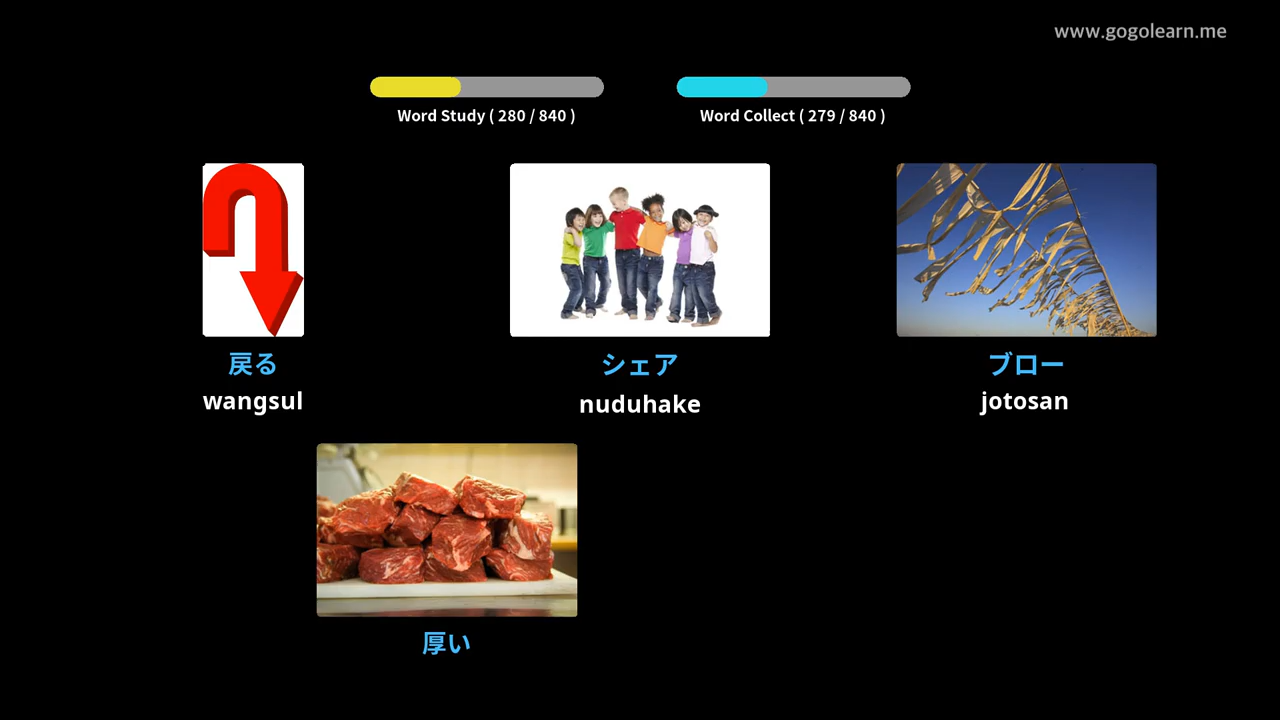 www.gogolearn.me
Word Study ( 280 / 840 )
Word Collect ( 279 / 840 )
戻る
wangsul
シェア
nuduhake
ブロー
jotosan
厚い